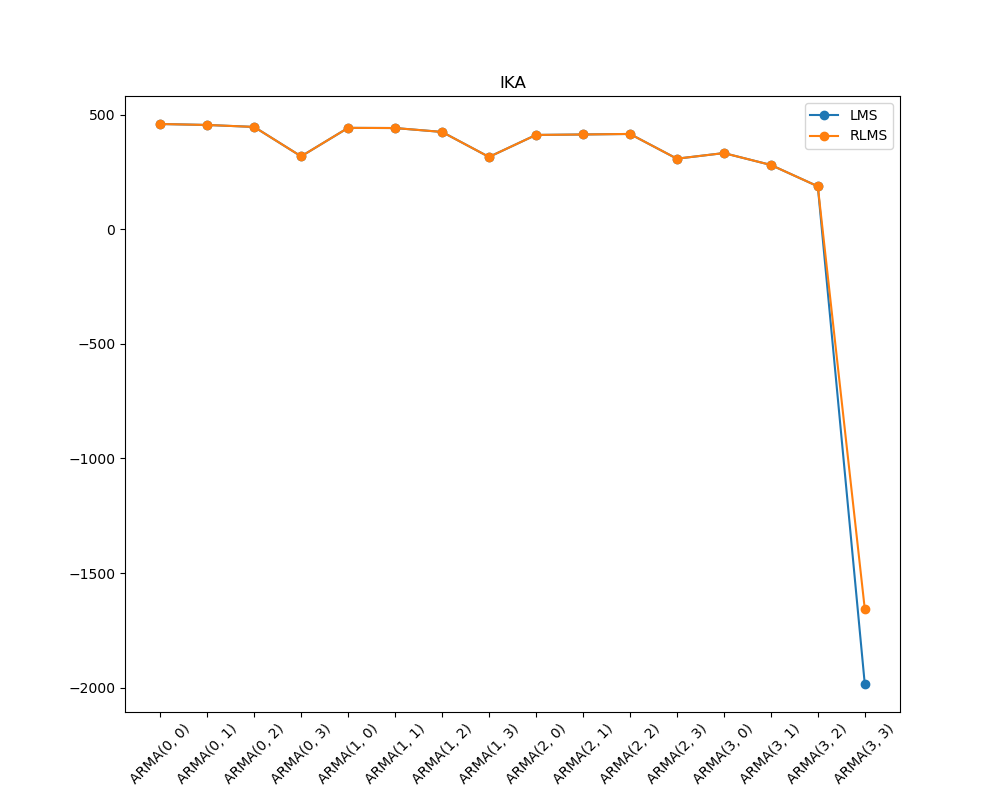 IKA
LMS
RLMS
500
0
−500
−1000
−1500
−2000
ARMA(0, 0)
ARMA(0, 1)
ARMA(0, 2)
ARMA(0, 3)
ARMA(1, 0)
ARMA(1, 1)
ARMA(1, 2)
ARMA(1, 3)
ARMA(2, 0)
ARMA(2, 1)
ARMA(2, 2)
ARMA(2, 3)
ARMA(3, 0)
ARMA(3, 1)
ARMA(3, 2)
ARMA(3, 3)